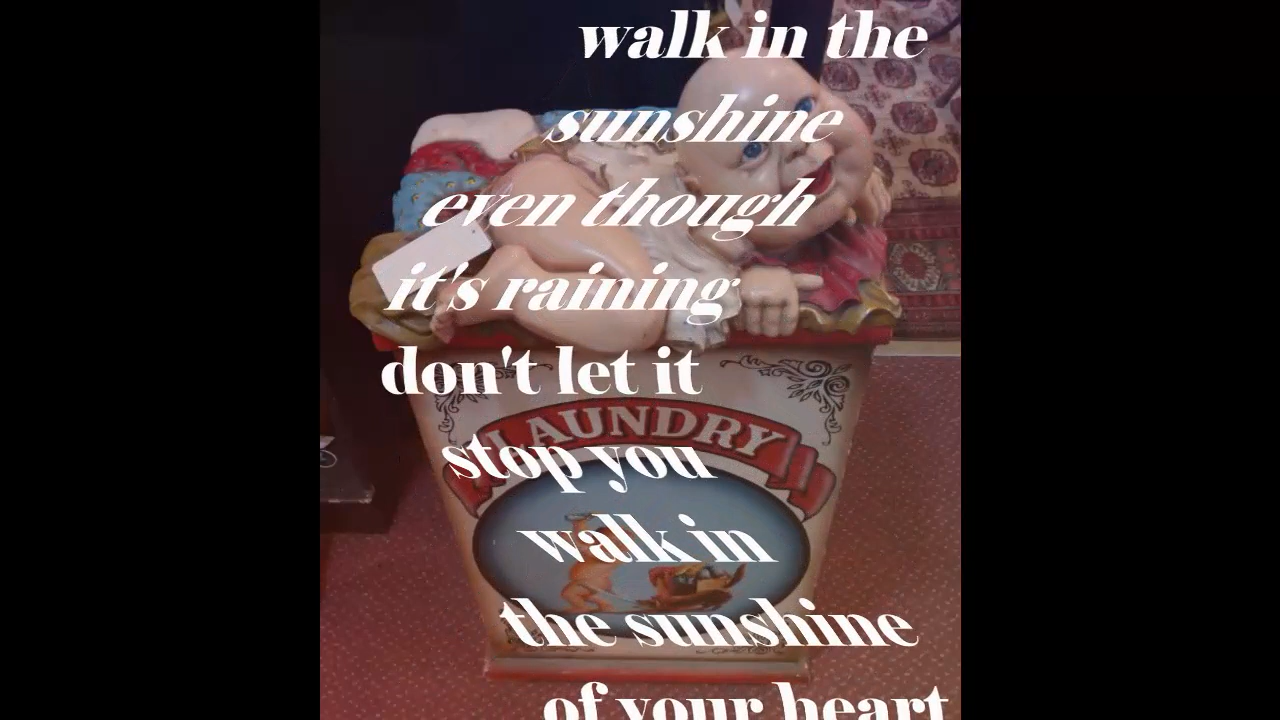 walk in the
sunshine
even though
it's raining
don't let it
LAUNDRY
stop you
walk in
the sunshine
of your heart